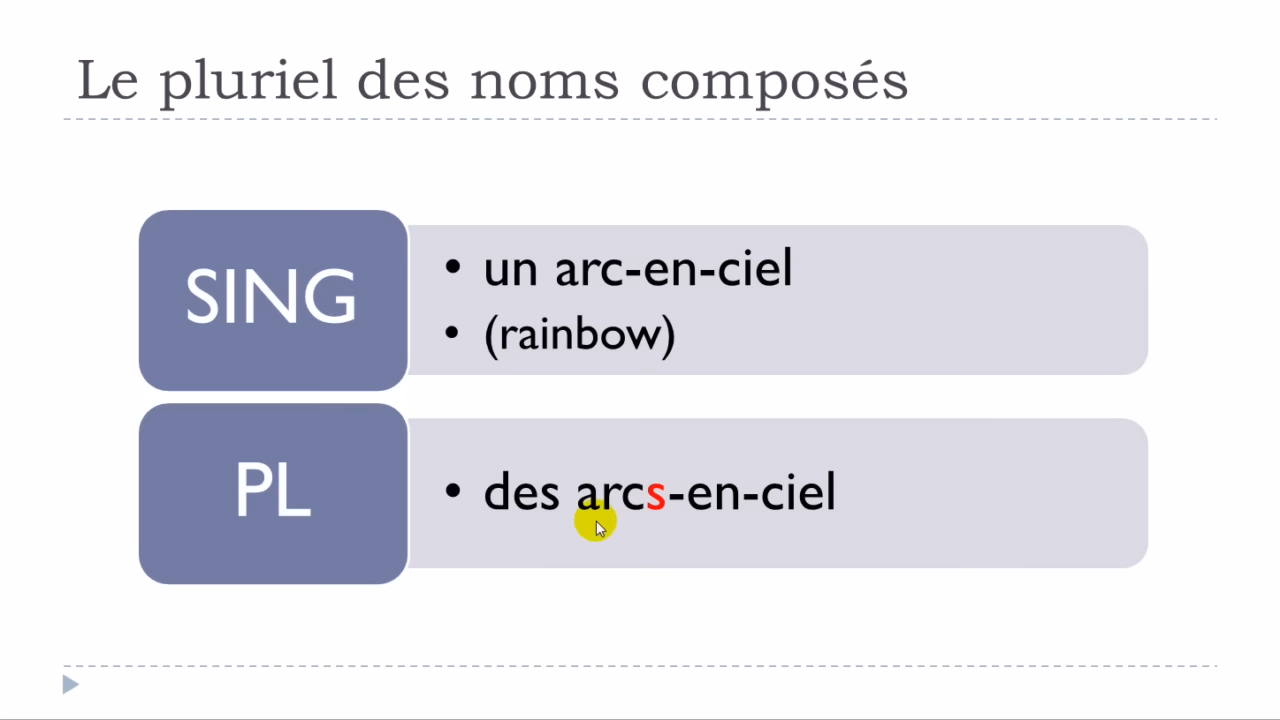 Le pluriel des noms composés
SING
• un arc-en-ciel
• (rainbow)
PL
• des arcs-en-ciel